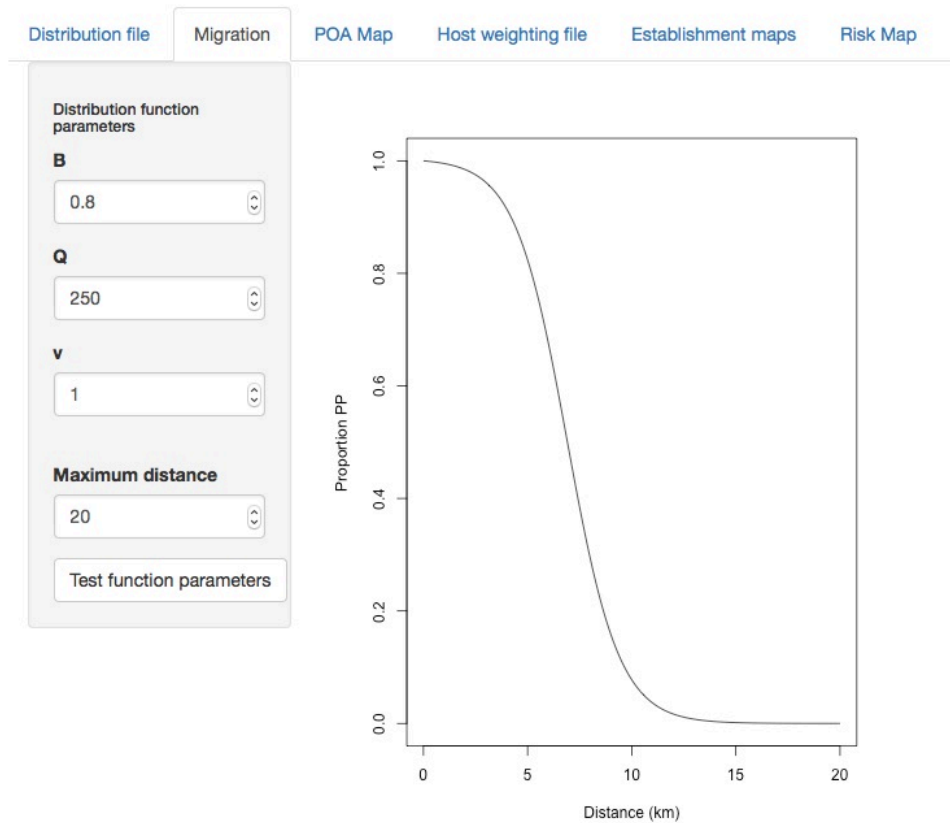 Distribution file Migration POA Map Host weighting file Establishment maps Risk Map
Distribution function
parameters
B
0.8
Q
250
v
1
Maximum distance
20
Test function parameters
Proportion PP
1.0
0.8
0.6
0.4
0.2
0.0
0 5 10 15 20
Distance (km)